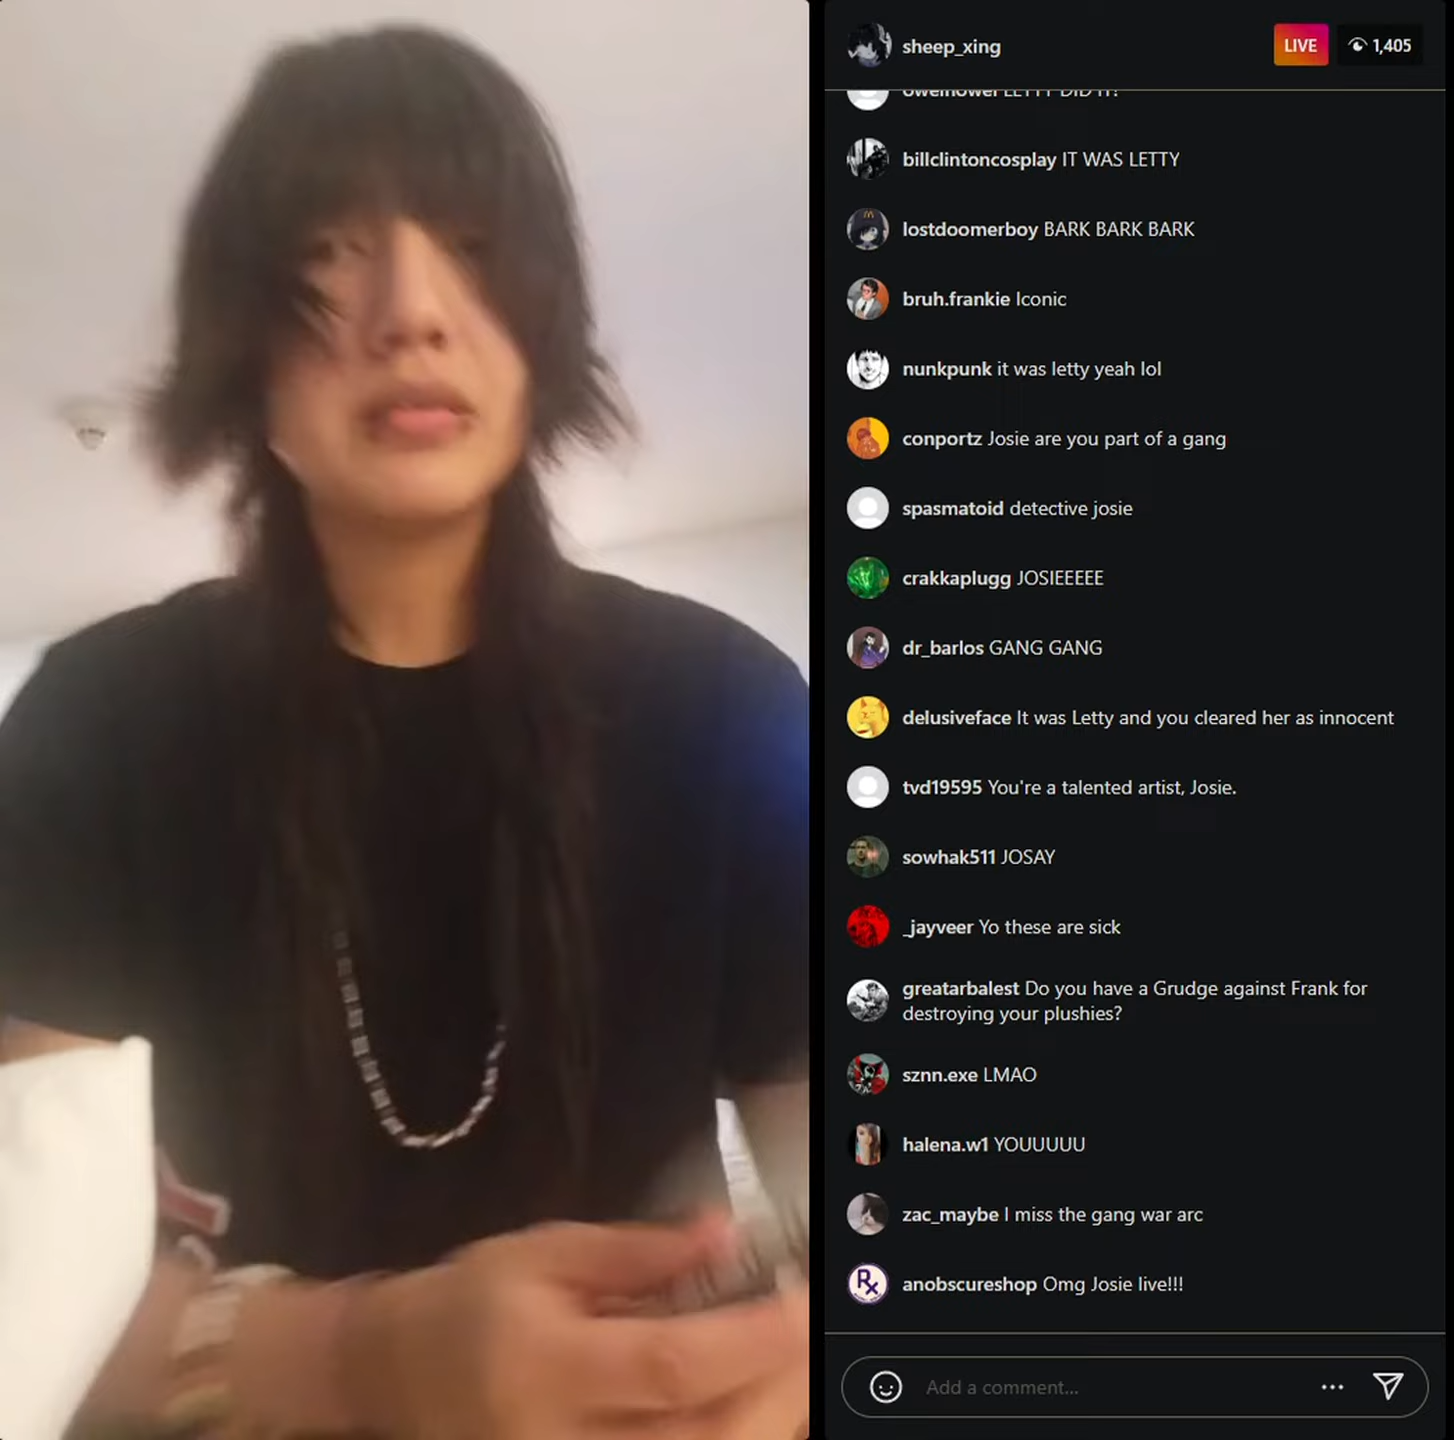 sheep_xing
LIVE
1,405
LETTY DID IT!
billclintoncosplay IT WAS LETTY
lostdoomerboy BARK BARK BARK
bruh.frankie Iconic
nunkpunk it was letty yeah lol
conportz Josie are you part of a gang
spasmatoid detective josie
crakkaplugg JOSIEEEEE
dr_barlos GANG GANG
delusiveface It was Letty and you cleared her as innocent
tvd19595 You're a talented artist, Josie.
sowhak511 JOSAY
_jayveer Yo these are sick
greatarbalest Do you have a Grudge against Frank for
destroying your plushies?
sznn.exe LMAO
halena.w1 YOUUUUU
zac_maybe I miss the gang war arc
Rx
anobscureshop Omg Josie live!!!
Add a comment...